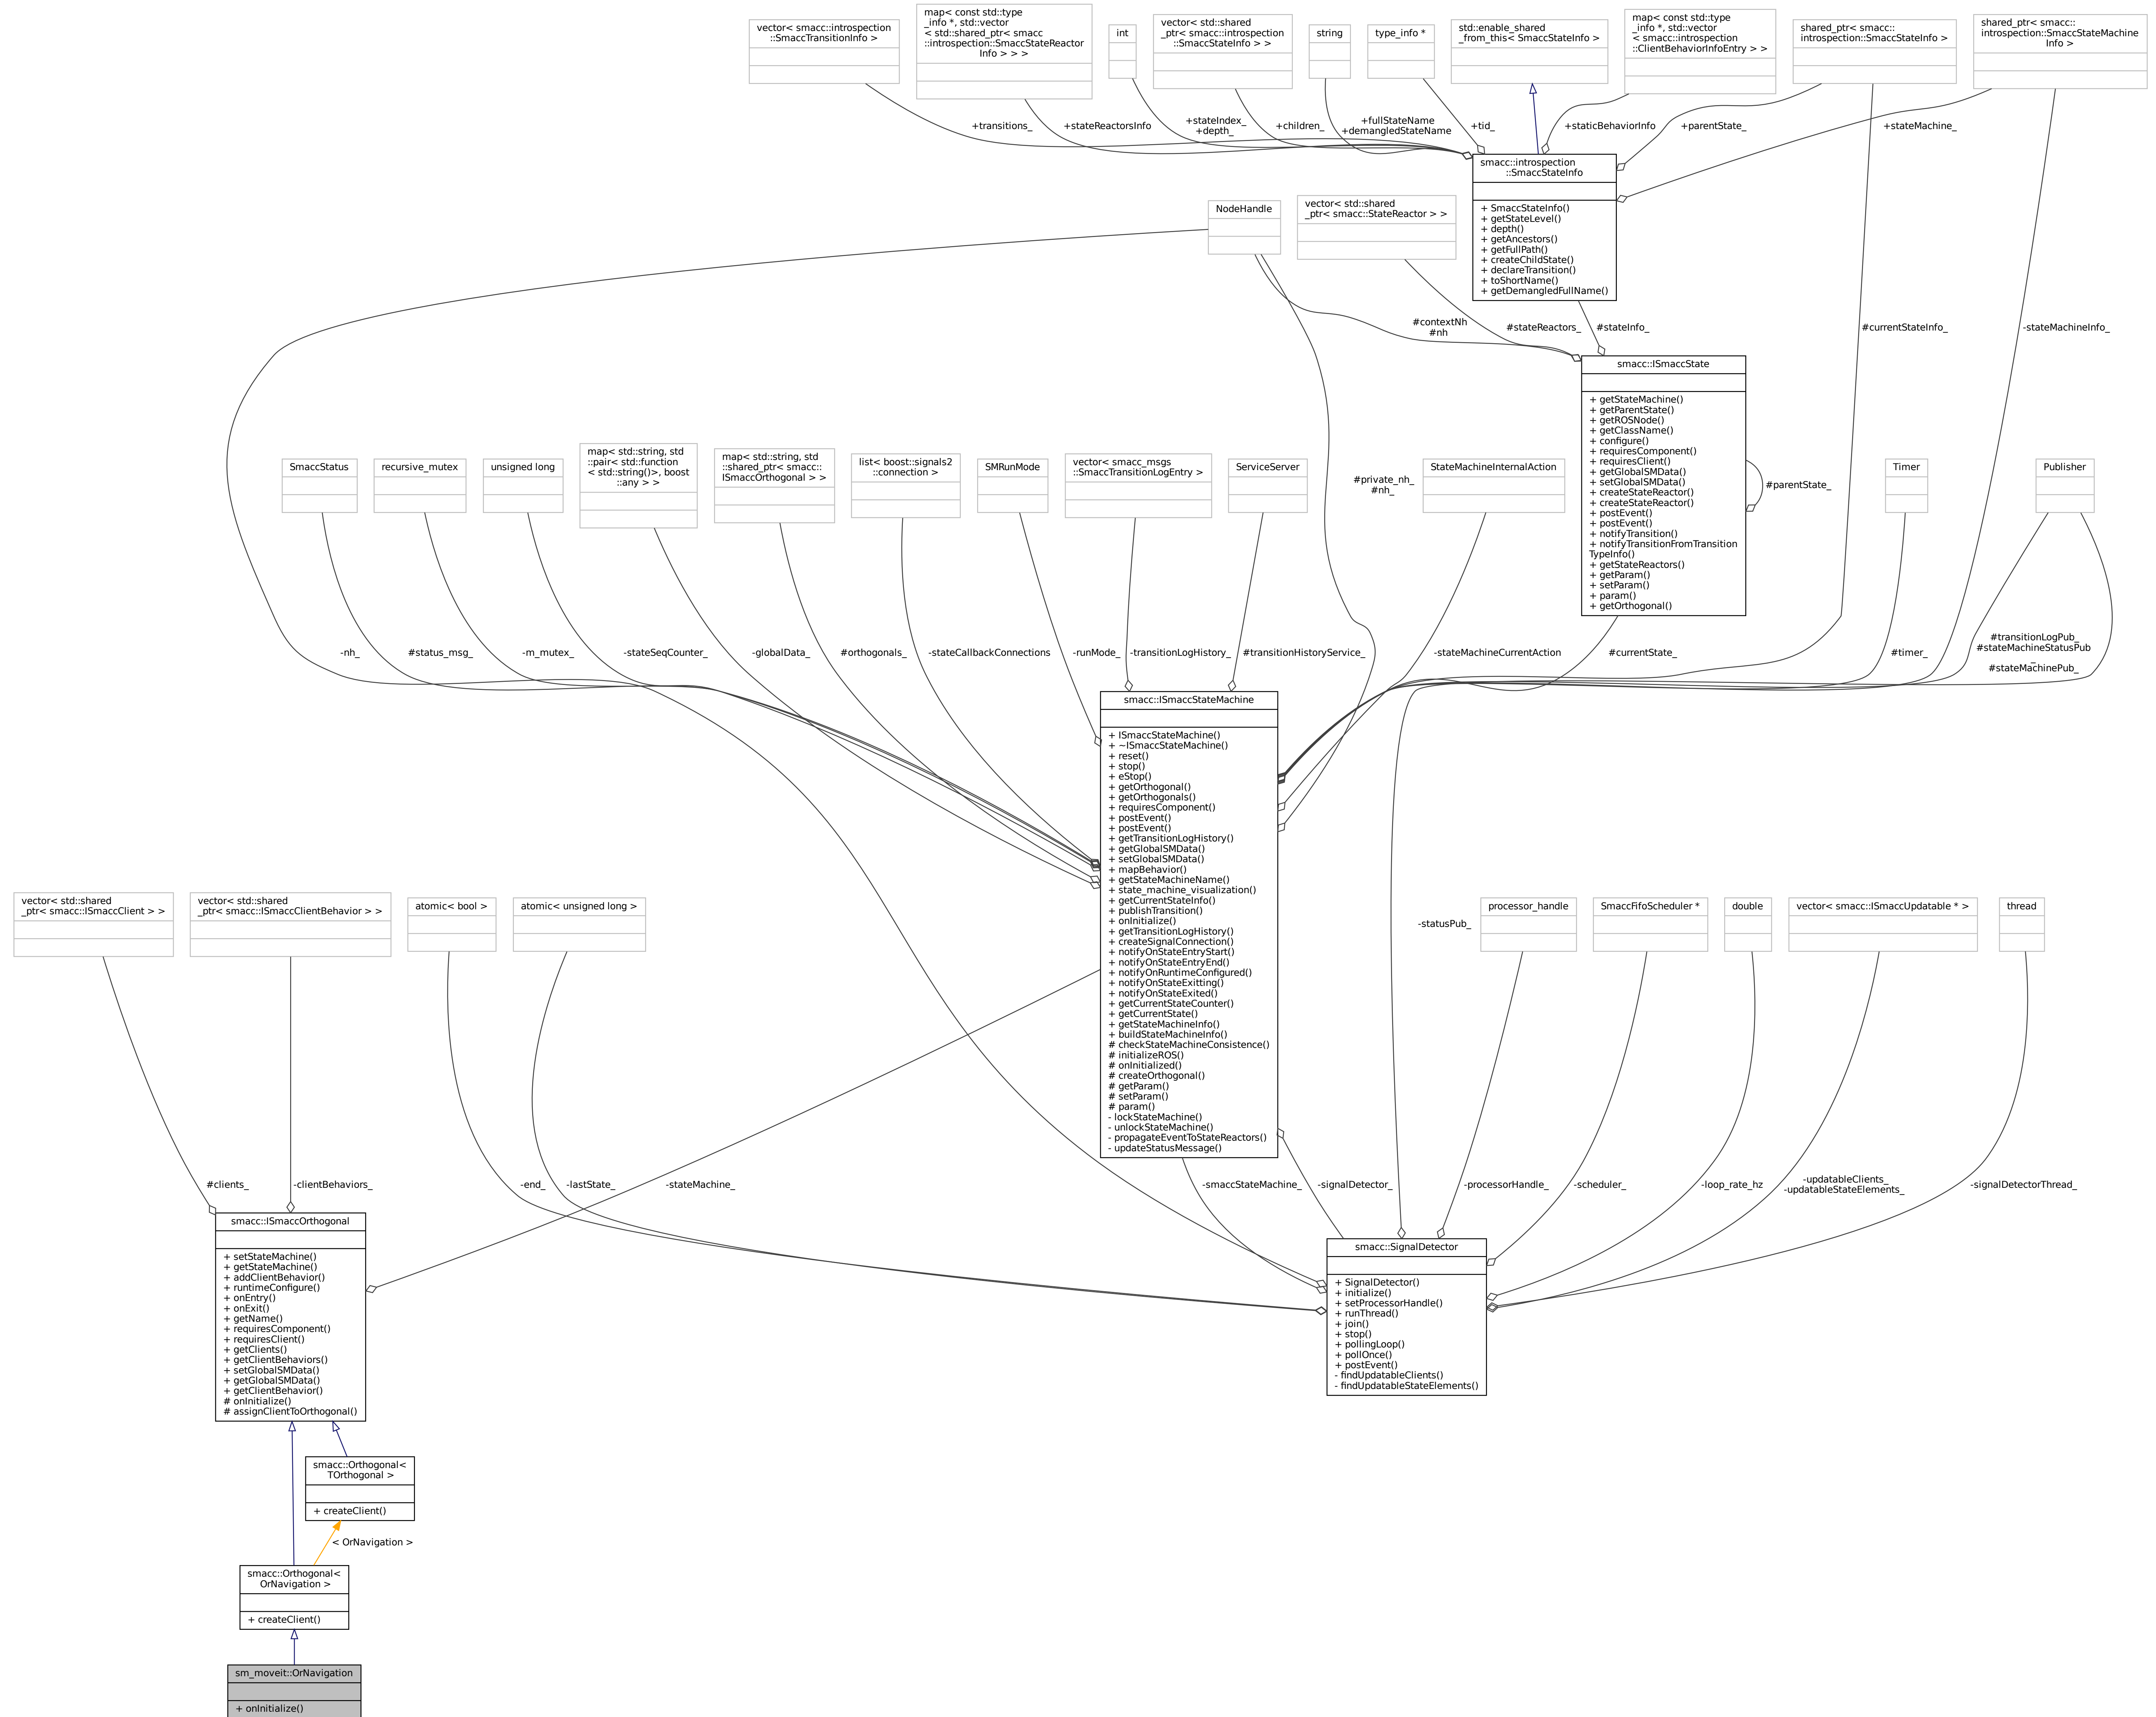 vector< smacc::introspection
::SmaccTransitionInfo >
map< const std::type
_info *, std::vector
< std::shared_ptr< smacc
::introspection::SmaccStateReactor
Info > > >
int
vector< std::shared
_ptr< smacc::introspection
::SmaccStateInfo > >
string
type_info *
std::enable_shared
_from_this< SmaccStateInfo >
map< const std::type
_info *, std::vector
< smacc::introspection
::ClientBehaviorInfoEntry > >
shared_ptr< smacc::
introspection::SmaccStateInfo >
shared_ptr< smacc::
introspection::SmaccStateMachine
Info >
+transitions_
+stateReactorsInfo
+stateIndex_
+depth_
+children_
+fullStateName
+demangledStateName
+tid_
+staticBehaviorInfo
+parentState_
+stateMachine_
smacc::introspection
::SmaccStateInfo
+ SmaccStateInfo()
+ getStateLevel()
+ depth()
+ getAncestors()
+ getFullPath()
+ createChildState()
+ declareTransition()
+ toShortName()
+ getDemangledFullName()
NodeHandle
vector< std::shared
_ptr< smacc::StateReactor > >
#contextNh
#nh
#stateReactors_
#stateInfo_
#currentStateInfo_
-stateMachineInfo_
smacc::ISmaccState
+ getStateMachine()
+ getParentState()
+ getROSNode()
+ getClassName()
+ configure()
+ requiresComponent()
+ requiresClient()
+ getGlobalSMData()
+ setGlobalSMData()
+ createStateReactor()
+ createStateReactor()
+ postEvent()
+ postEvent()
+ notifyTransition()
+ notifyTransitionFromTransition
TypeInfo()
+ getStateReactors()
+ getParam()
+ setParam()
+ param()
+ getOrthogonal()
#parentState_
SmaccStatus
recursive_mutex
unsigned long
map< std::string, std
::pair< std::function
< std::string()>, boost
::any > >
map< std::string, std
::shared_ptr< smacc::
ISmaccOrthogonal > >
list< boost::signals2
::connection >
SMRunMode
vector< smacc_msgs
::SmaccTransitionLogEntry >
ServiceServer
#private_nh_
#nh_
StateMachineInternalAction
Timer
Publisher
-nh_
#status_msg_
-m_mutex_
-stateSeqCounter_
-globalData_
#orthogonals_
-stateCallbackConnections
-runMode_
-transitionLogHistory_
#transitionHistoryService_
-stateMachineCurrentAction
#currentState_
#timer_
#transitionLogPub_
#stateMachineStatusPub
_
#stateMachinePub_
smacc::ISmaccStateMachine
+ ISmaccStateMachine()
+ ~ISmaccStateMachine()
+ reset()
+ stop()
+ eStop()
+ getOrthogonal()
+ getOrthogonals()
+ requiresComponent()
+ postEvent()
+ postEvent()
+ getTransitionLogHistory()
+ getGlobalSMData()
+ setGlobalSMData()
+ mapBehavior()
+ getStateMachineName()
+ state_machine_visualization()
+ getCurrentStateInfo()
+ publishTransition()
+ onInitialize()
+ getTransitionLogHistory()
+ createSignalConnection()
+ notifyOnStateEntryStart()
+ notifyOnStateEntryEnd()
+ notifyOnRuntimeConfigured()
+ notifyOnStateExitting()
+ notifyOnStateExited()
+ getCurrentStateCounter()
+ getCurrentState()
+ getStateMachineInfo()
+ buildStateMachineInfo()
# checkStateMachineConsistence()
# initializeROS()
# onInitialized()
# createOrthogonal()
# getParam()
# setParam()
# param()
- lockStateMachine()
- unlockStateMachine()
- propagateEventToStateReactors()
- updateStatusMessage()
vector< std::shared
_ptr< smacc::ISmaccClient > >
vector< std::shared
_ptr< smacc::ISmaccClientBehavior > >
atomic< bool >
atomic< unsigned long >
-statusPub_
processor_handle
SmaccFifoScheduler *
double
vector< smacc::ISmaccUpdatable * >
thread
#clients_
-clientBehaviors_
-end_
-lastState_
-stateMachine_
-smaccStateMachine_
-signalDetector_
-processorHandle_
-scheduler_
-loop_rate_hz
-updatableClients_
-updatableStateElements_
-signalDetectorThread_
smacc::ISmaccOrthogonal
+ setStateMachine()
+ getStateMachine()
+ addClientBehavior()
+ runtimeConfigure()
+ onEntry()
+ onExit()
+ getName()
+ requiresComponent()
+ requiresClient()
+ getClients()
+ getClientBehaviors()
+ setGlobalSMData()
+ getGlobalSMData()
+ getClientBehavior()
# onInitialize()
# assignClientToOrthogonal()
smacc::SignalDetector
+ SignalDetector()
+ initialize()
+ setProcessorHandle()
+ runThread()
+ join()
+ stop()
+ pollingLoop()
+ pollOnce()
+ postEvent()
- findUpdatableClients()
- findUpdatableStateElements()
smacc::Orthogonal<
TOrthogonal >
+ createClient()
< OrNavigation >
smacc::Orthogonal<
OrNavigation >
+ createClient()
sm_moveit::OrNavigation
+ onInitialize()